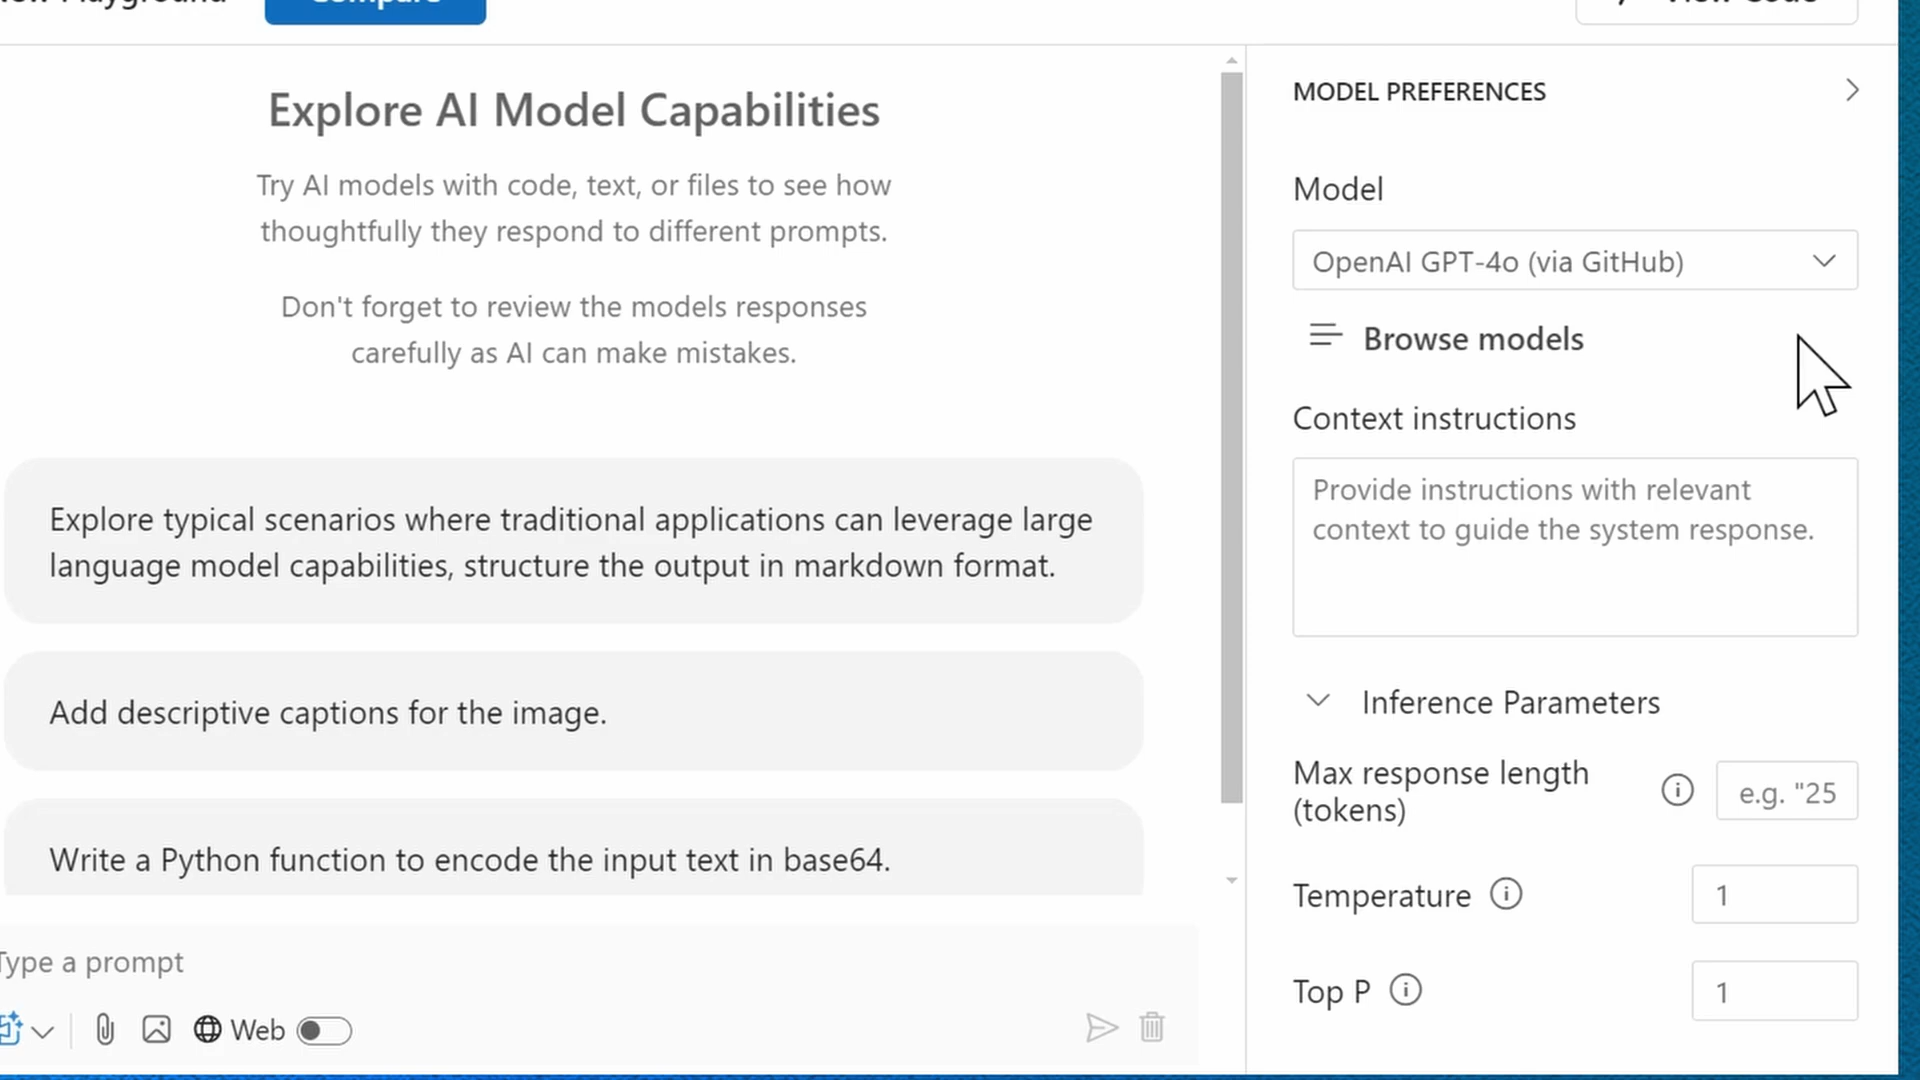 Playground
Compare
View Code
Explore AI Model Capabilities
Try AI models with code, text, or files to see how
thoughtfully they respond to different prompts.
Don't forget to review the models responses
carefully as AI can make mistakes.
Explore typical scenarios where traditional applications can leverage large
language model capabilities, structure the output in markdown format.
Add descriptive captions for the image.
Write a Python function to encode the input text in base64.
Type a prompt
Web
MODEL PREFERENCES
Model
OpenAI GPT-4o (via GitHub)
Browse models
Context instructions
Provide instructions with relevant
context to guide the system response.
Inference Parameters
Max response length
(tokens)
e.g. "25
Temperature
1
Top P
1